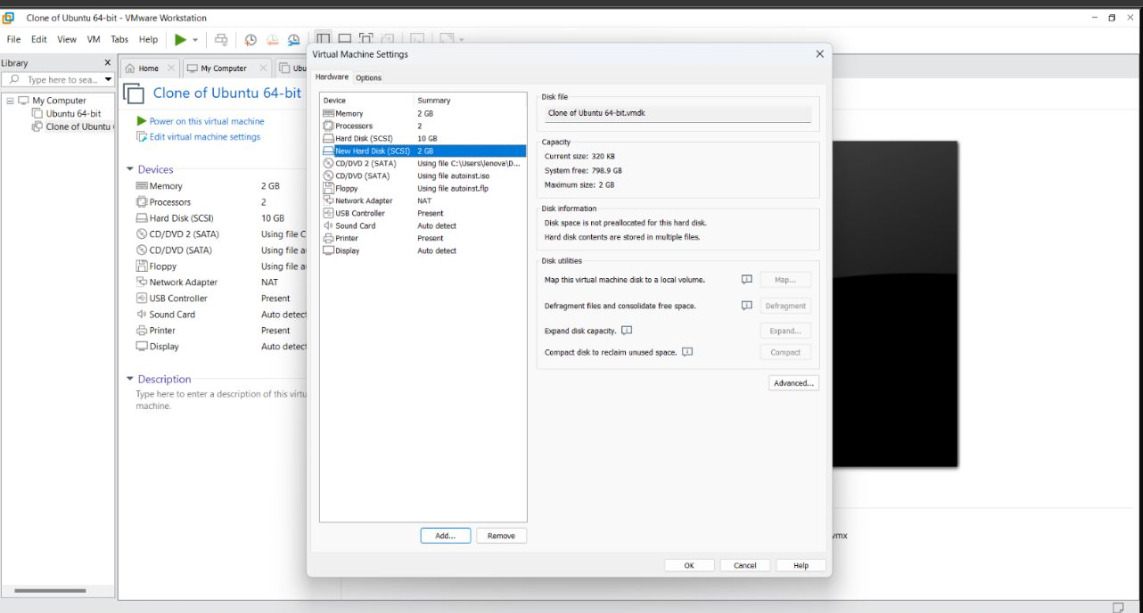 Clone of Ubuntu 64-bit - VMware Workstation
File Edit View VM Tabs Help
Library X
Type here to sea...
My Computer
Ubuntu 64-bit
Clone of Ubuntu
Home
My Computer
Ubu
Clone of Ubuntu 64-bit
Power on this virtual machine
Edit virtual machine settings
Devices
Memory 2 GB
Processors 2
Hard Disk (SCSI) 10 GB
CD/DVD 2 (SATA) Using file C
CD/DVD (SATA) Using file a
Floppy Using file a
Network Adapter NAT
USB Controller Present
Sound Card Auto detect
Printer Present
Display Auto detect
Description
Type here to enter a description of this virtu
machine.
Virtual Machine Settings
Hardware Options
Device Summary
Memory 2 GB
Processors 2
Hard Disk (SCSI) 10 GB
New Hard Disk (SCSI) 2 GB
CD/DVD 2 (SATA) Using file C:\Users\lenova\D...
CD/DVD (SATA) Using file autoinst.iso
Floppy Using file autoinst.flp
Network Adapter NAT
USB Controller Present
Sound Card Auto detect
Printer Present
Display Auto detect
Add... Remove
Disk file
Clone of Ubuntu 64-bit.vmdk
Capacity
Current size: 320 KB
System free: 798.9 GB
Maximum size: 2 GB
Disk information
Disk space is not preallocated for this hard disk.
Hard disk contents are stored in multiple files.
Disk utilities
Map this virtual machine disk to a local volume. Map...
Defragment files and consolidate free space. Defragment
Expand disk capacity. Expand...
Compact disk to reclaim unused space. Compact
Advanced...
OK Cancel Help
vmx